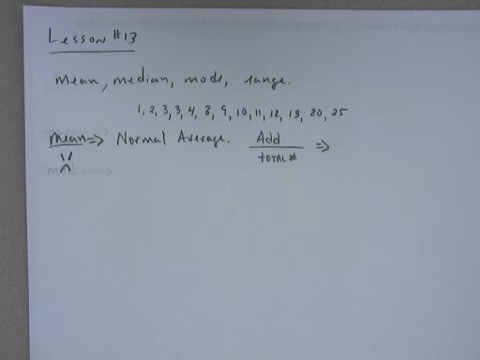 Lesson #13
mean, median, mode, range.
1, 2, 3, 3, 4, 8, 9, 10, 11, 12, 13, 20, 25
mean => Normal Average. Add / TOTAL # =>